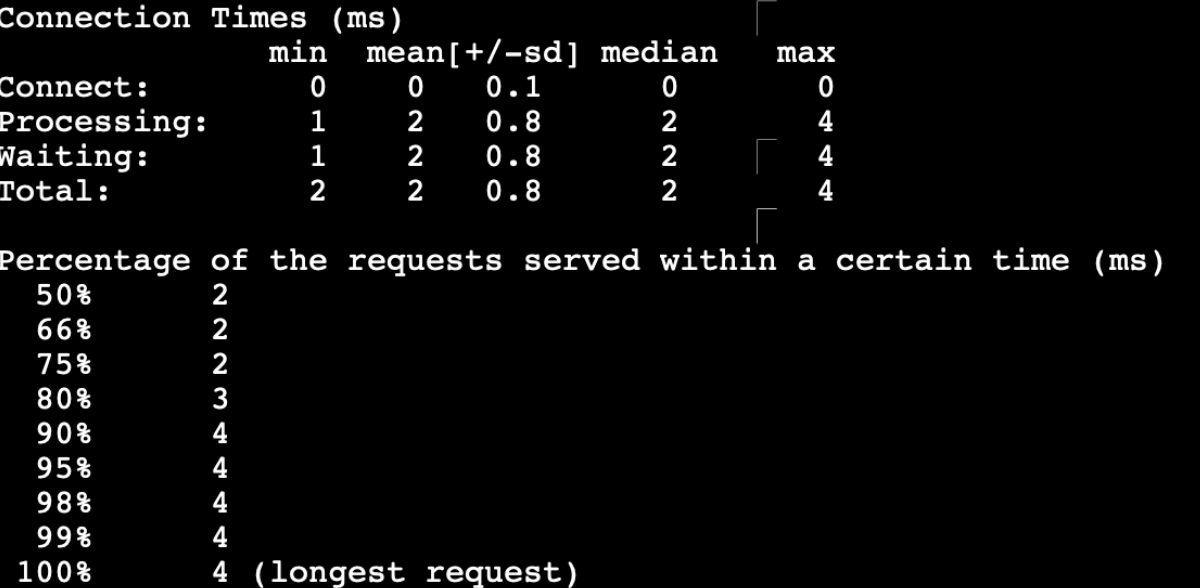 Connection Times (ms)
              min  mean[+/-sd] median   max
Connect:        0    0   0.1      0       0
Processing:     1    2   0.8      2       4
Waiting:        1    2   0.8      2       4
Total:          2    2   0.8      2       4

Percentage of the requests served within a certain time (ms)
  50%      2
  66%      2
  75%      2
  80%      3
  90%      4
  95%      4
  98%      4
  99%      4
 100%      4 (longest request)